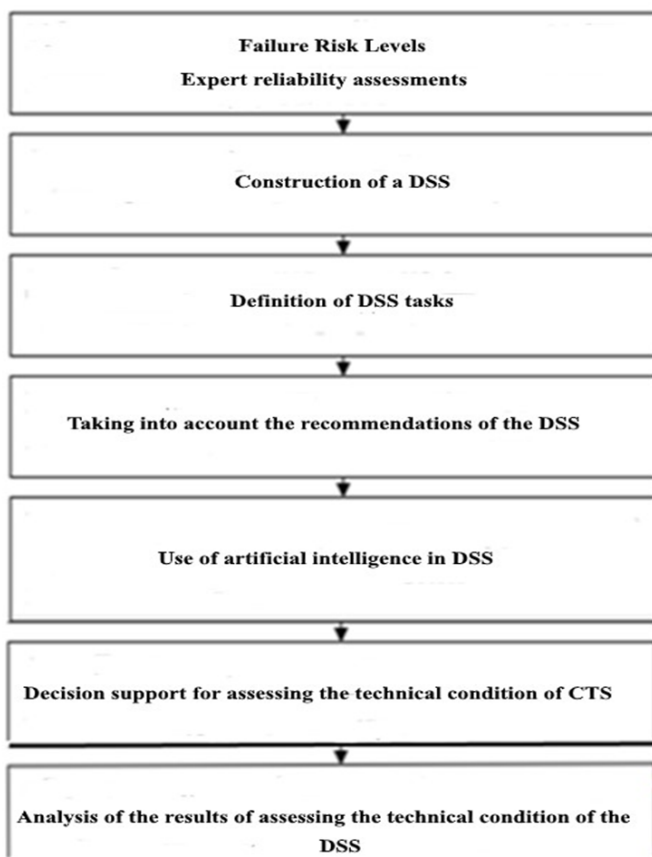 Failure Risk Levels
Expert reliability assessments
Construction of a DSS
Definition of DSS tasks
Taking into account the recommendations of the DSS
Use of artificial intelligence in DSS
Decision support for assessing the technical condition of CTS
Analysis of the results of assessing the technical condition of the
DSS